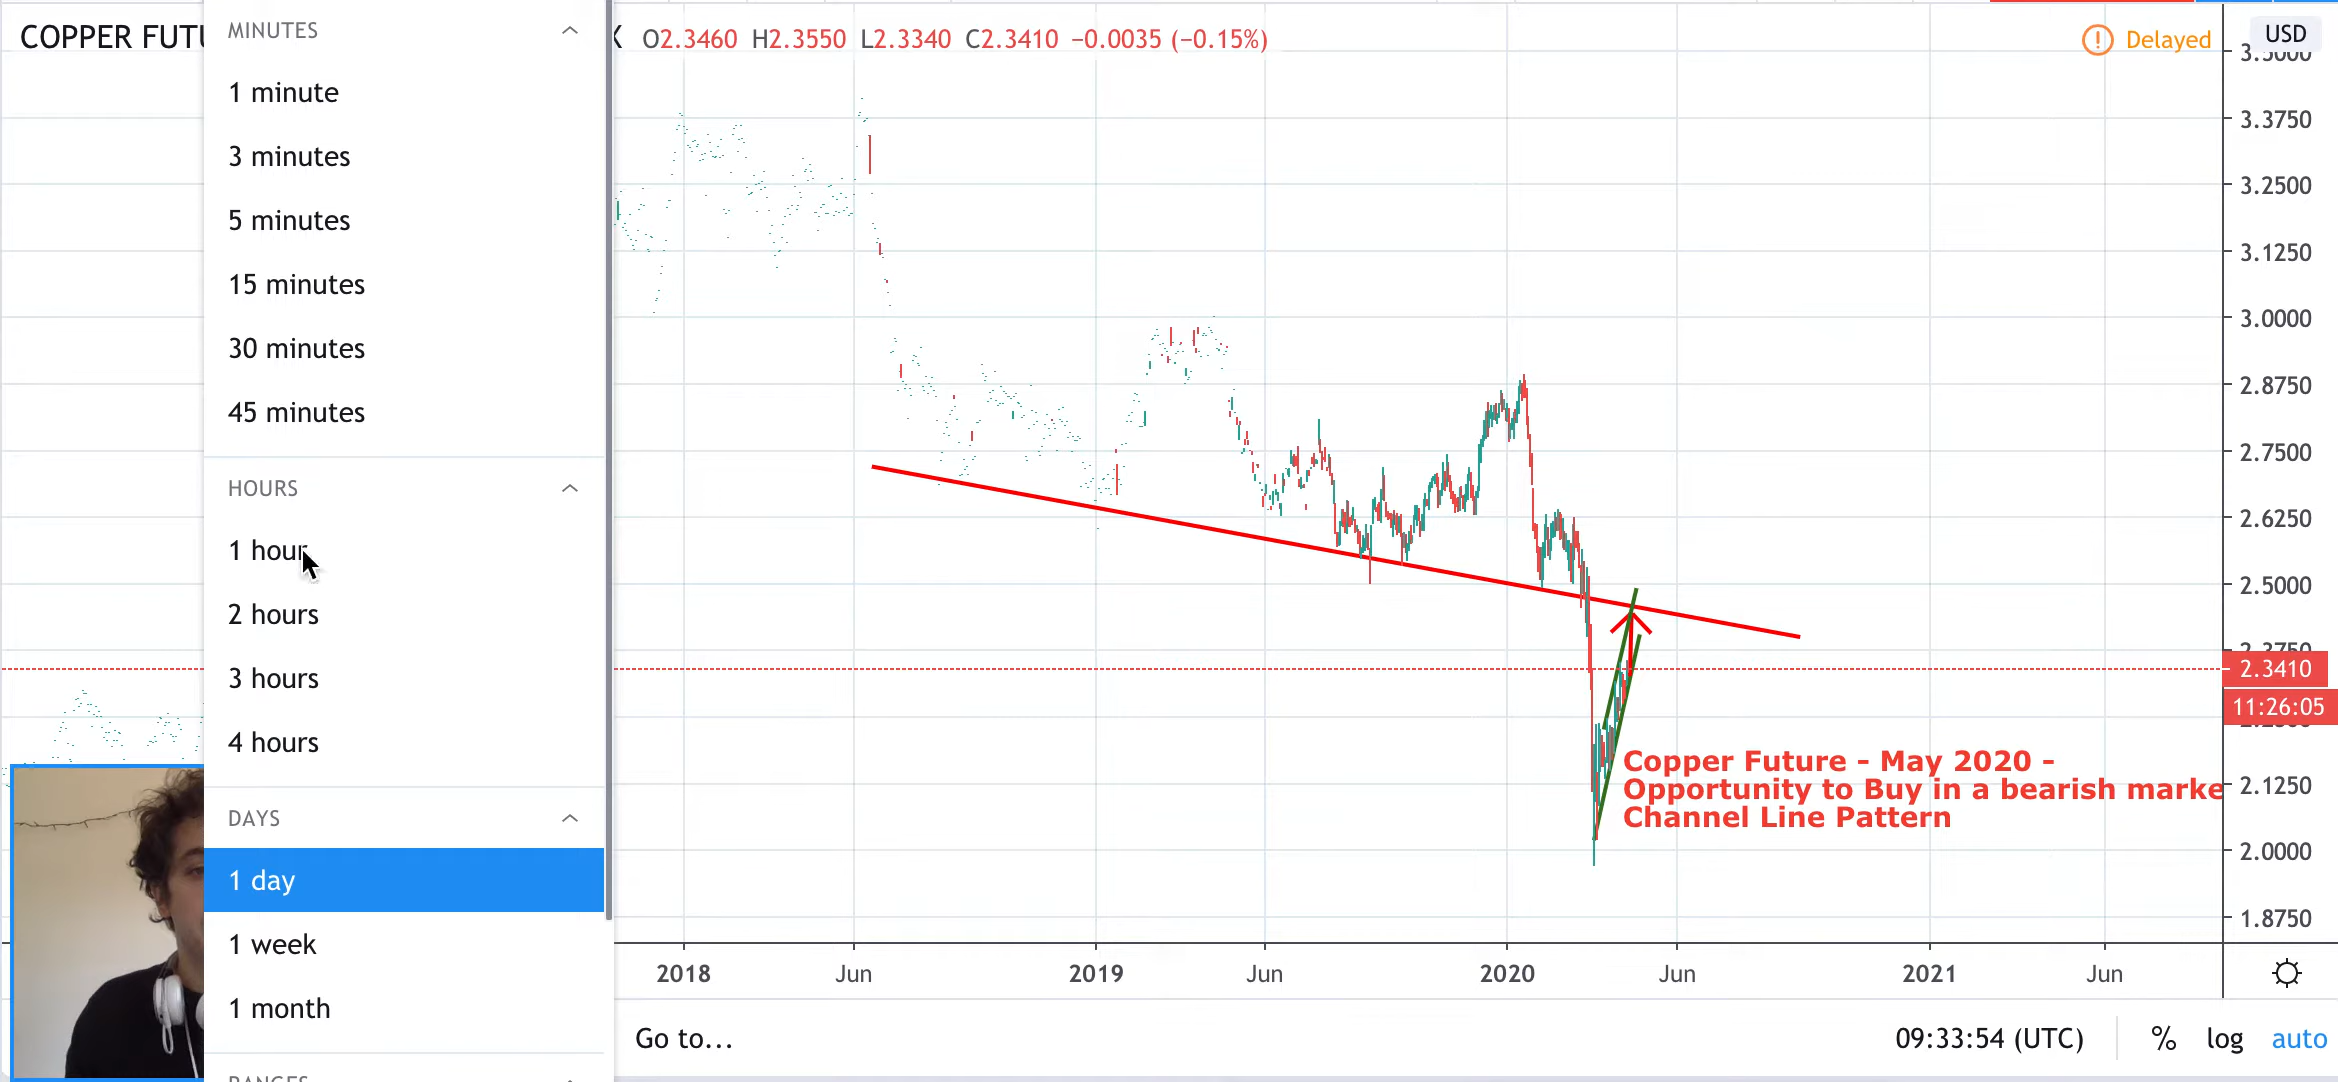 COPPER FUTU
O2.3460 H2.3550 L2.3340 C2.3410 −0.0035 (−0.15%)
Delayed
USD
MINUTES
1 minute
3 minutes
5 minutes
15 minutes
30 minutes
45 minutes
HOURS
1 hour
2 hours
3 hours
4 hours
DAYS
1 day
1 week
1 month
RANGES
3.5000
3.3750
3.2500
3.1250
3.0000
2.8750
2.7500
2.6250
2.5000
2.3750
2.3410
11:26:05
2.1250
2.0000
1.8750
Copper Future - May 2020 -
Opportunity to Buy in a bearish marke
Channel Line Pattern
2018 Jun 2019 Jun 2020 Jun 2021 Jun
Go to...
09:33:54 (UTC) % log auto